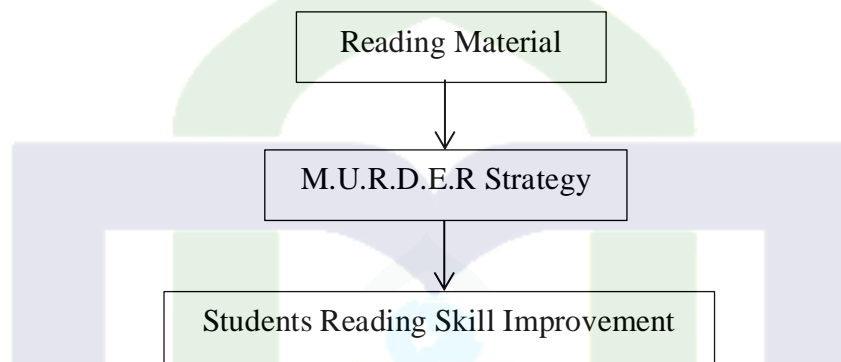 Reading Material
M.U.R.D.E.R Strategy
Students Reading Skill Improvement